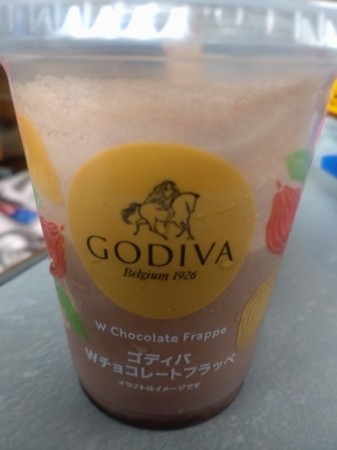 GODIVA
Belgium 1926
W Chocolate Frappe
ゴディバ
Wチョコレートフラッペ
イラストはイメージです